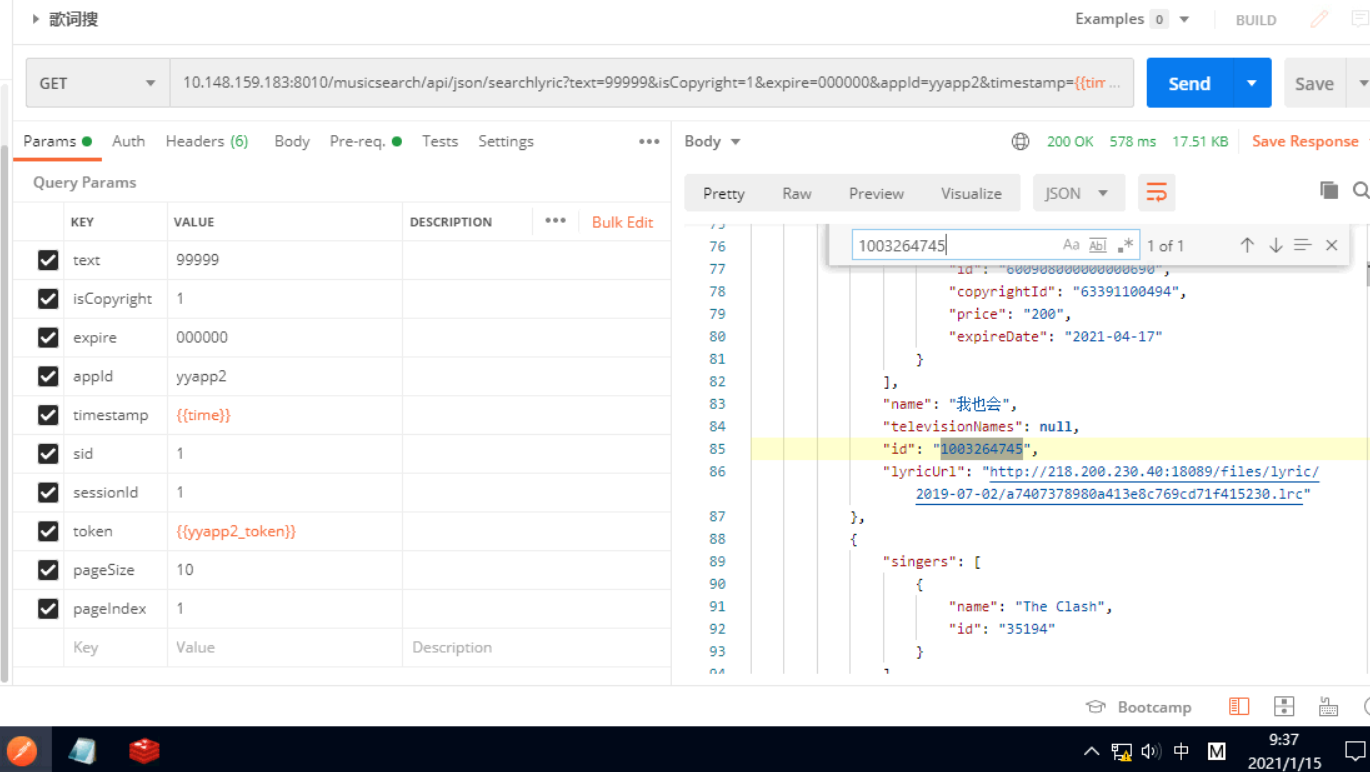 歌词搜
Examples 0
BUILD
GET
10.148.159.183:8010/musicsearch/api/json/searchlyric?text=99999&isCopyright=1&expire=000000&appId=yyapp2&timestamp={{tim ...
Send
Save
Params
Auth
Headers (6)
Body
Pre-req.
Tests
Settings
Query Params
KEY VALUE DESCRIPTION
Bulk Edit
text 99999
isCopyright 1
expire 000000
appId yyapp2
timestamp {{time}}
sid 1
sessionId 1
token {{yyapp2_token}}
pageSize 10
pageIndex 1
Key Value Description
Body
200 OK 578 ms 17.51 KB
Save Response
Pretty Raw Preview Visualize JSON
1003264745 Aa Abl .* 1 of 1
75
76
77 "id": "600908000000000690",
78 "copyrightId": "63391100494",
79 "price": "200",
80 "expireDate": "2021-04-17"
81 }
82 ],
83 "name": "我也会",
84 "televisionNames": null,
85 "id": "1003264745",
86 "lyricUrl": "http://218.200.230.40:18089/files/lyric/
2019-07-02/a7407378980a413e8c769cd71f415230.lrc"
87 },
88 {
89 "singers": [
90 {
91 "name": "The Clash",
92 "id": "35194"
93 }
94 ]
Bootcamp
中
M
9:37
2021/1/15